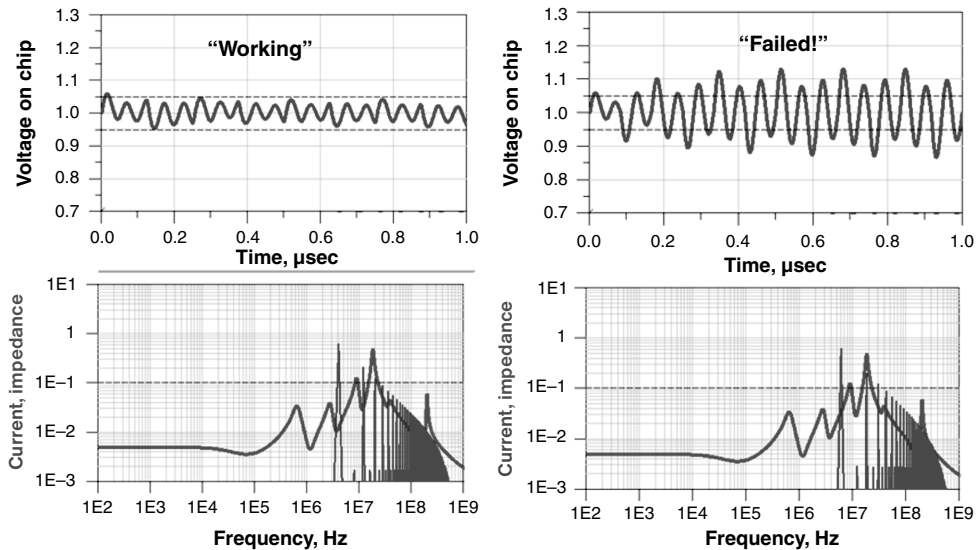 1.3
1.2
1.1
1.0
0.9
0.8
0.7
Voltage on chip
“Working”
0.0
0.2
0.4
0.6
0.8
1.0
Time, µsec
1.3
1.2
1.1
1.0
0.9
0.8
0.7
Voltage on chip
“Failed!”
0.0
0.2
0.4
0.6
0.8
1.0
Time, µsec
1E1
1
1E−1
1E−2
1E−3
Current, impedance
1E2
1E3
1E4
1E5
1E6
1E7
1E8
1E9
Frequency, Hz
1E1
1
1E−1
1E−2
1E−3
Current, impedance
1E2
1E3
1E4
1E5
1E6
1E7
1E8
1E9
Frequency, Hz